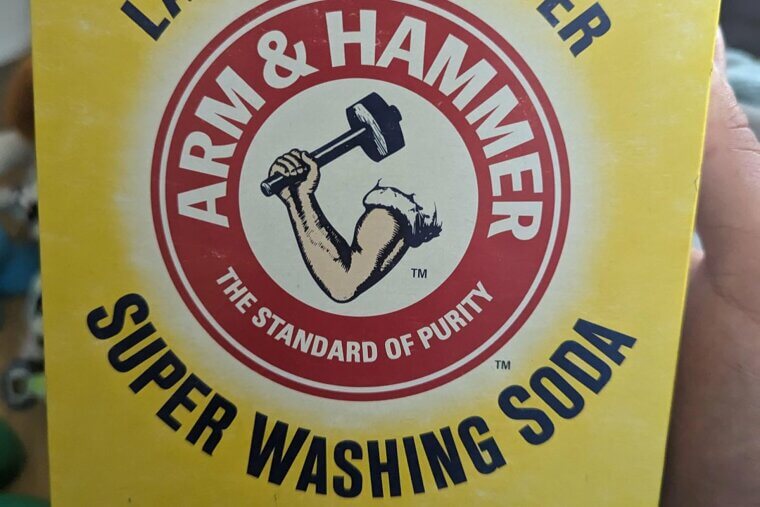 ARM & HAMMER
THE STANDARD OF PURITY
TM
TM
SUPER WASHING SODA